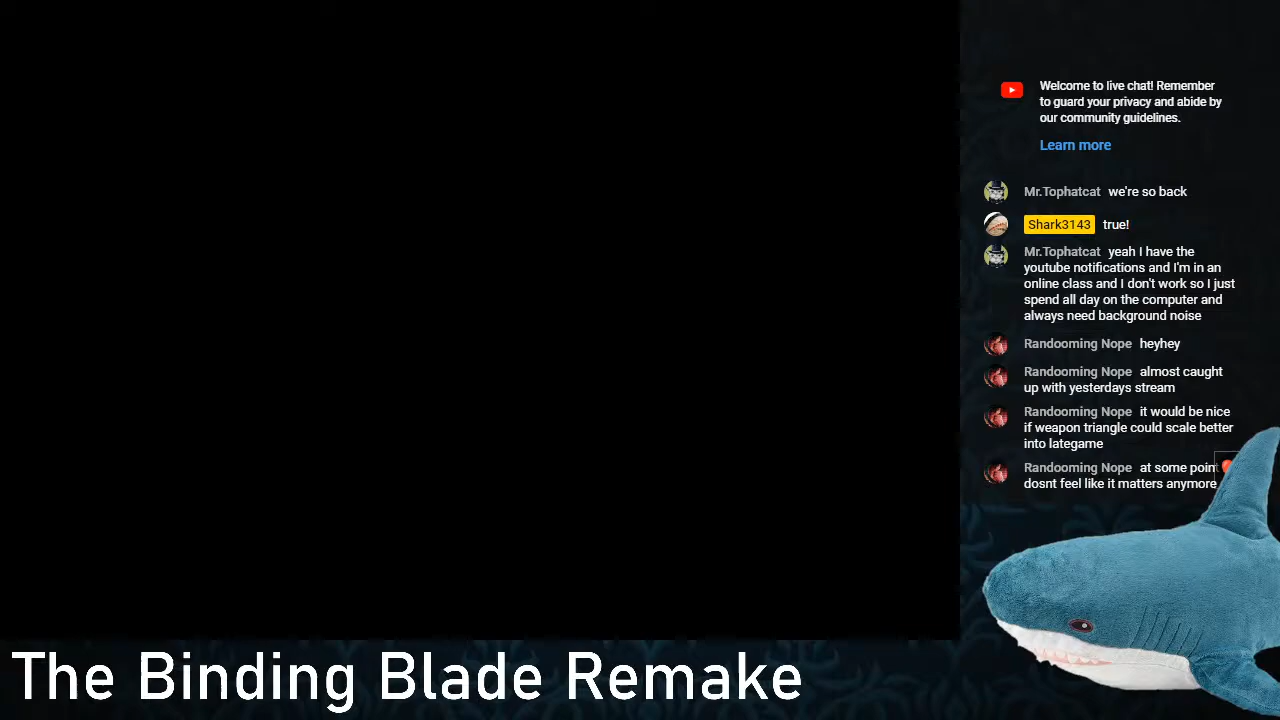 Welcome to live chat! Remember
to guard your privacy and abide by
our community guidelines.
Learn more
Mr.Tophatcat we're so back
Shark3143 true!
Mr.Tophatcat yeah I have the
youtube notifications and I'm in an
online class and I don't work so I just
spend all day on the computer and
always need background noise
Randooming Nope heyhey
Randooming Nope almost caught
up with yesterdays stream
Randooming Nope it would be nice
if weapon triangle could scale better
into lategame
Randooming Nope at some point
dosnt feel like it matters anymore
The Binding Blade Remake